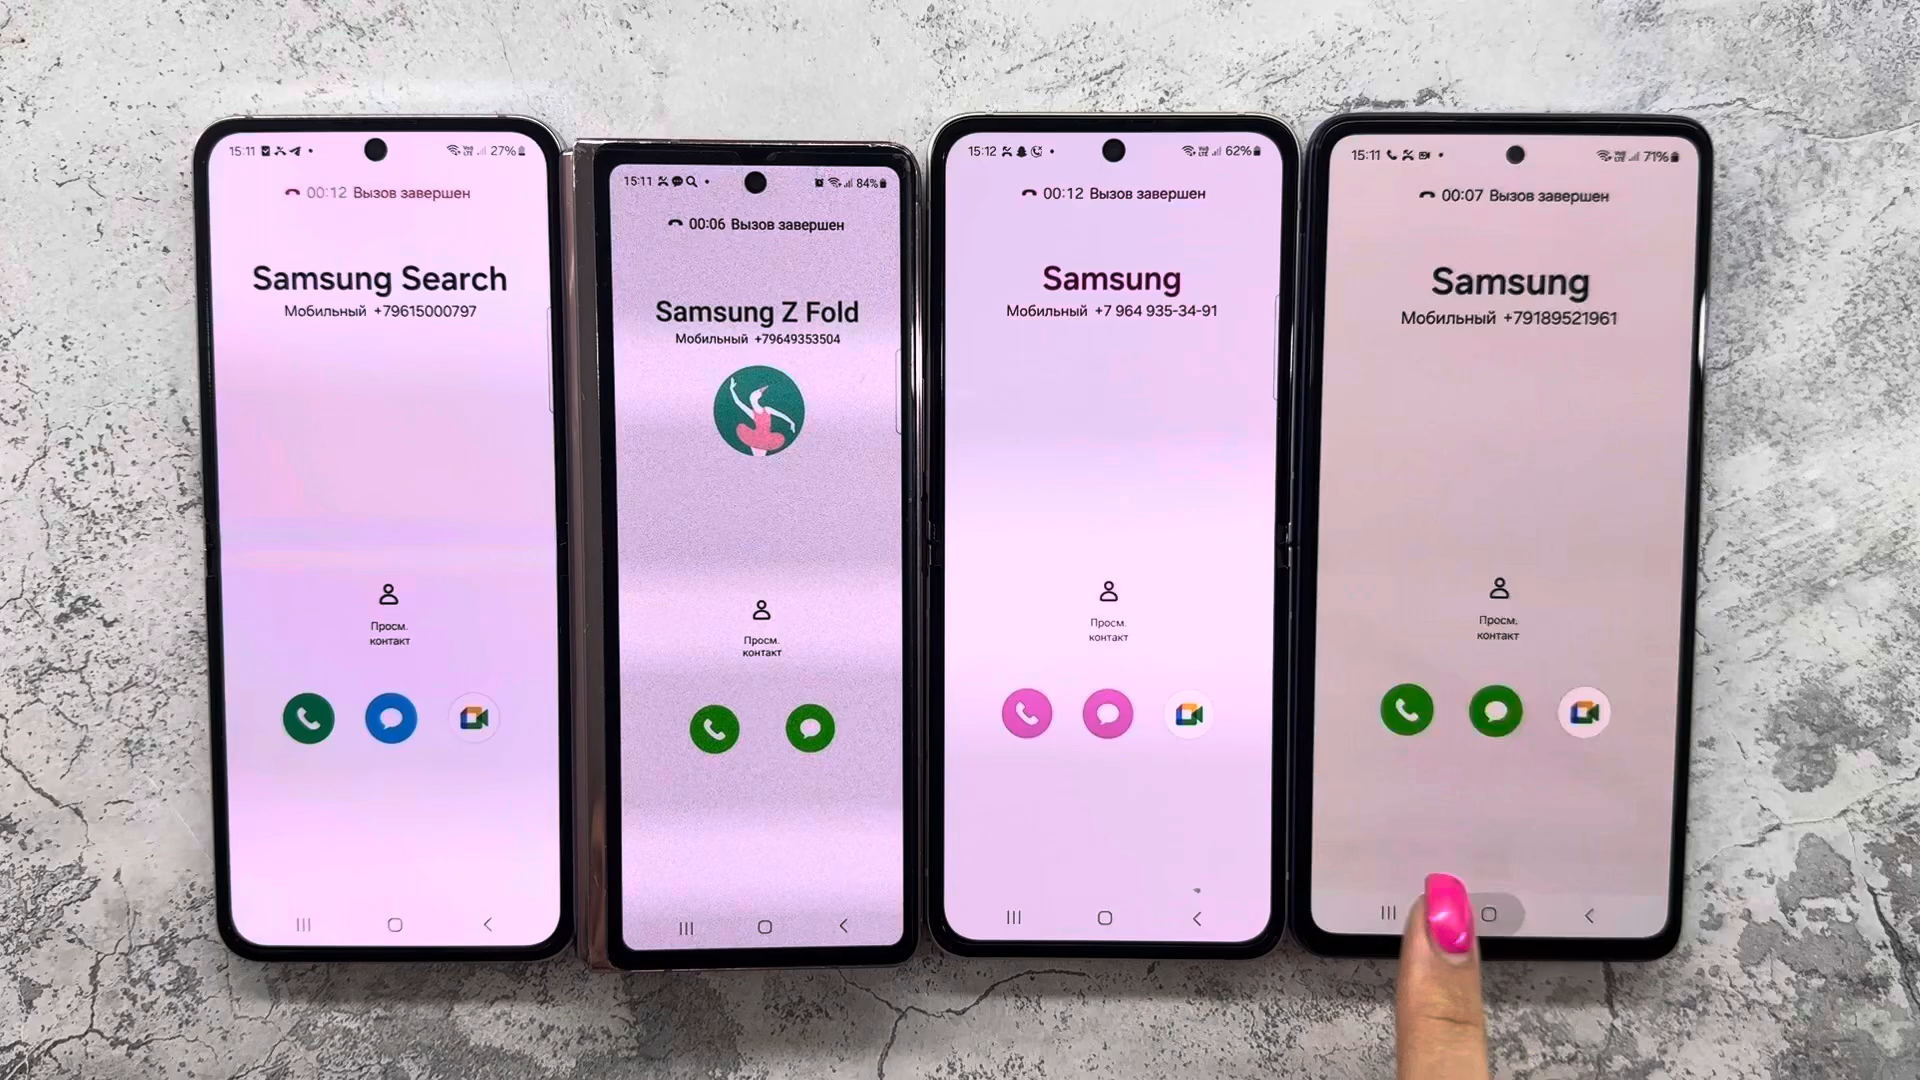 15:11
27%
00:12 Вызов завершен
Samsung Search
Мобильный +79615000797
Просм.
контакт
15:11
84%
00:06 Вызов завершен
Samsung Z Fold
Мобильный +79649353504
Просм.
контакт
15:12
62%
00:12 Вызов завершен
Samsung
Мобильный +7 964 935-34-91
Просм.
контакт
15:11
71%
00:07 Вызов завершен
Samsung
Мобильный +79189521961
Просм.
контакт